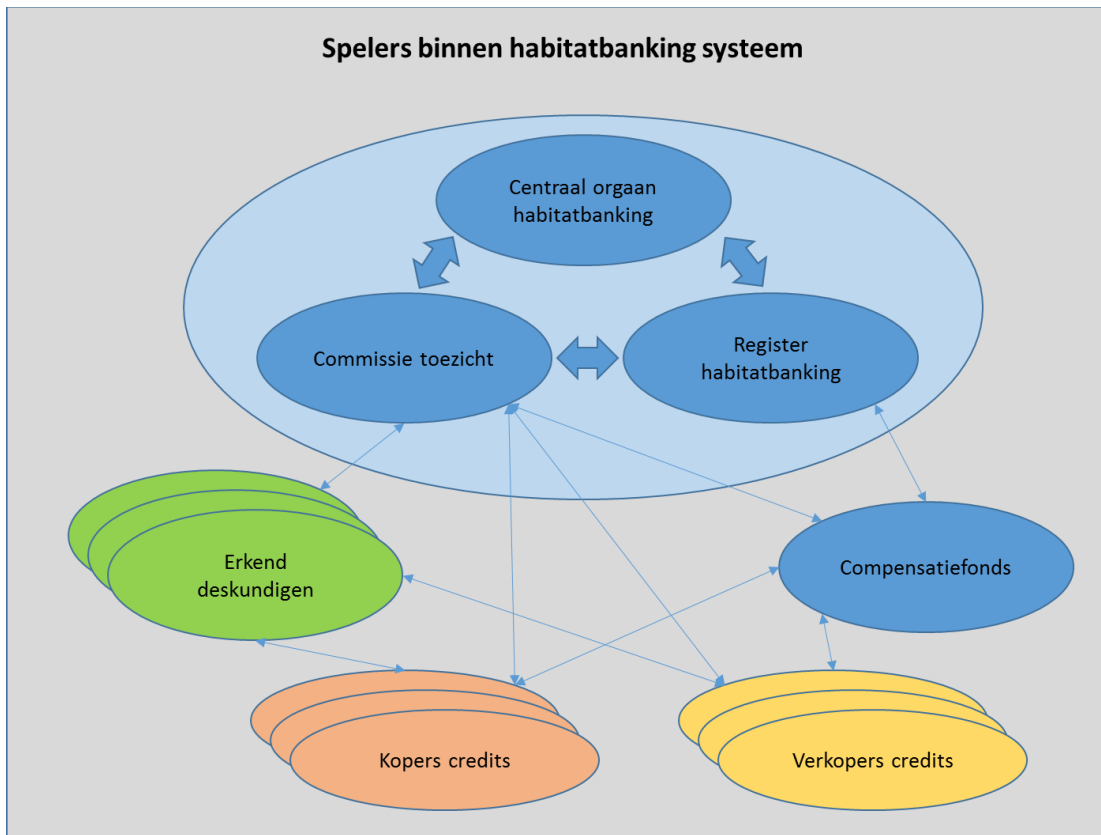 Spelers binnen habitatbanking systeem
Centraal orgaan
habitatbanking
Commissie toezicht
Register
habitatbanking
Erkend
deskundigen
Compensatiefonds
Kopers credits
Verkopers credits